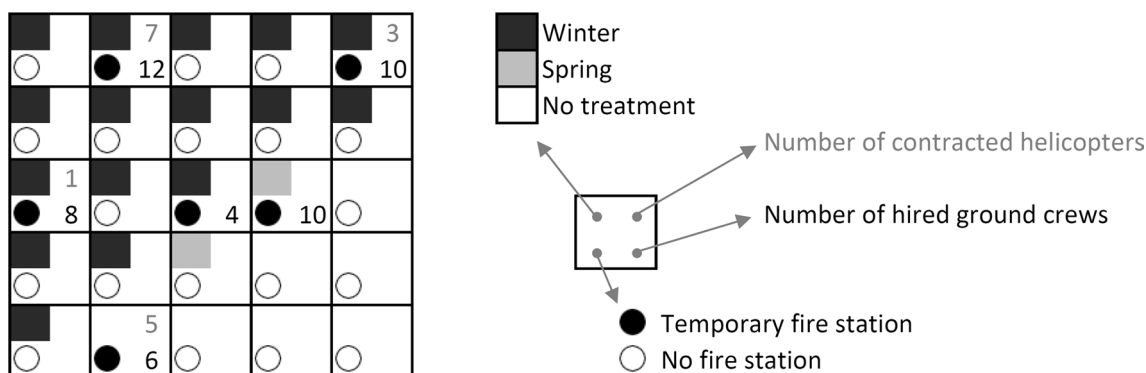 7
3
12
10
1
8
4
10
5
6
Winter
Spring
No treatment
Number of contracted helicopters
Number of hired ground crews
Temporary fire station
No fire station